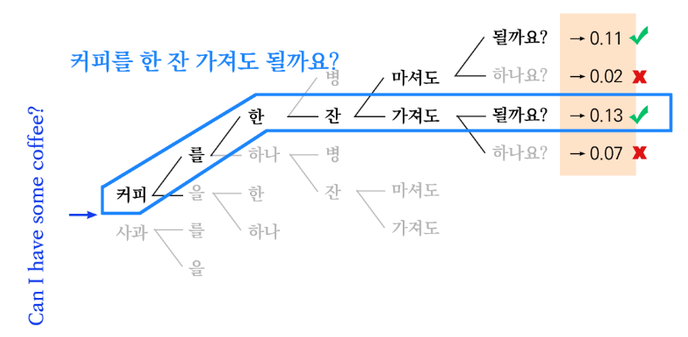 커피를 한 잔 가져도 될까요?
Can I have some coffee?
될까요? → 0.11
병 마셔도 하나요? → 0.02
한 잔 가져도 될까요? → 0.13
를 하나 병 하나요? → 0.07
커피 을 한 잔 마셔도
사과 를 하나 가져도
을